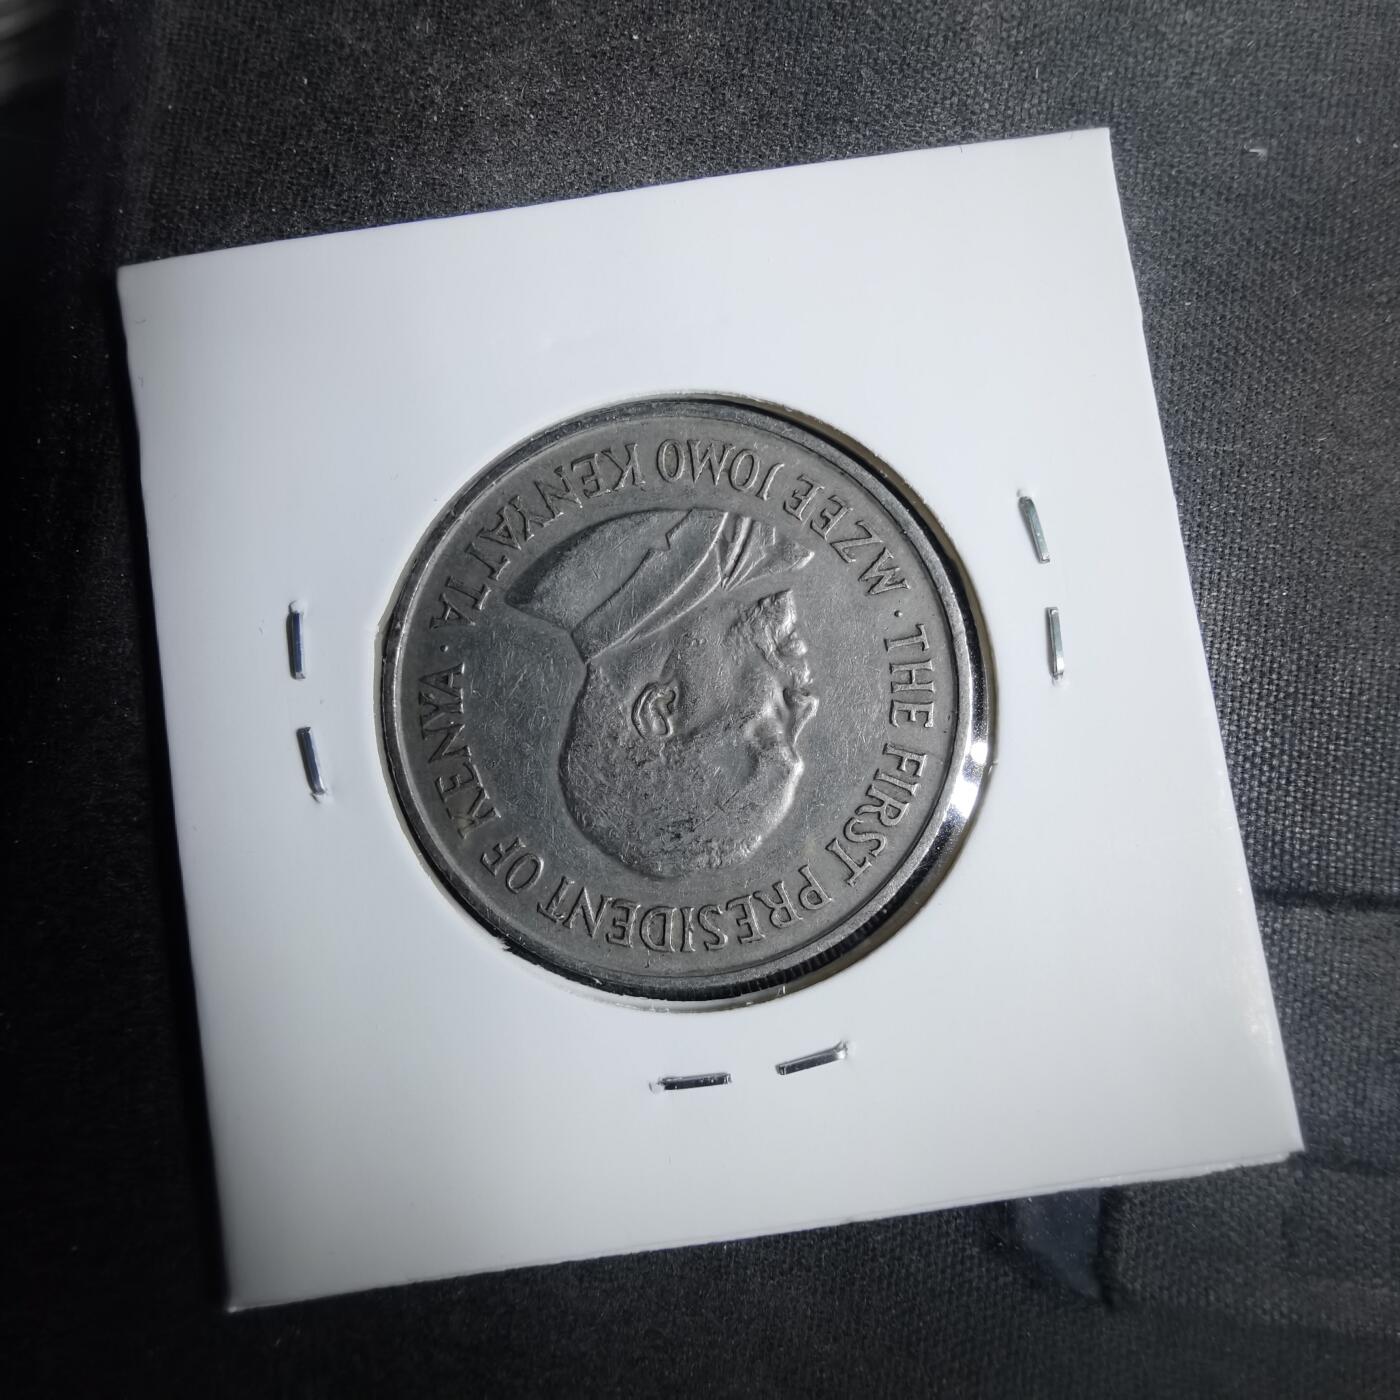 MZEE JOMO KENYATTA · THE FIRST PRESIDENT OF KENYA ·